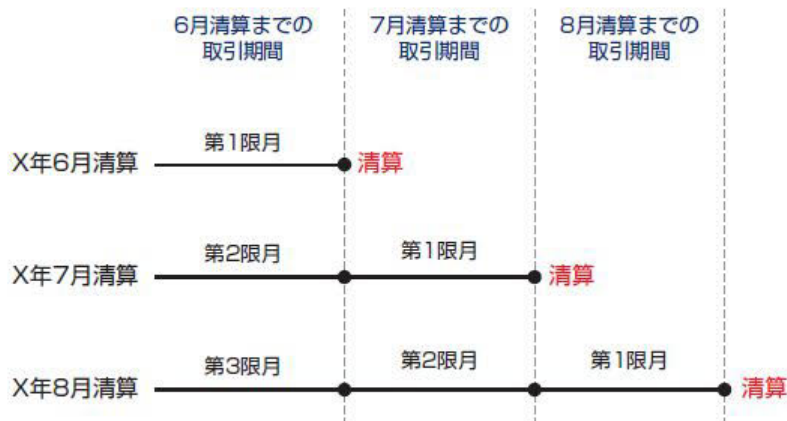 6月清算までの
取引期間
7月清算までの
取引期間
8月清算までの
取引期間
X年6月清算
第1限月
清算
X年7月清算
第2限月
第1限月
清算
X年8月清算
第3限月
第2限月
第1限月
清算